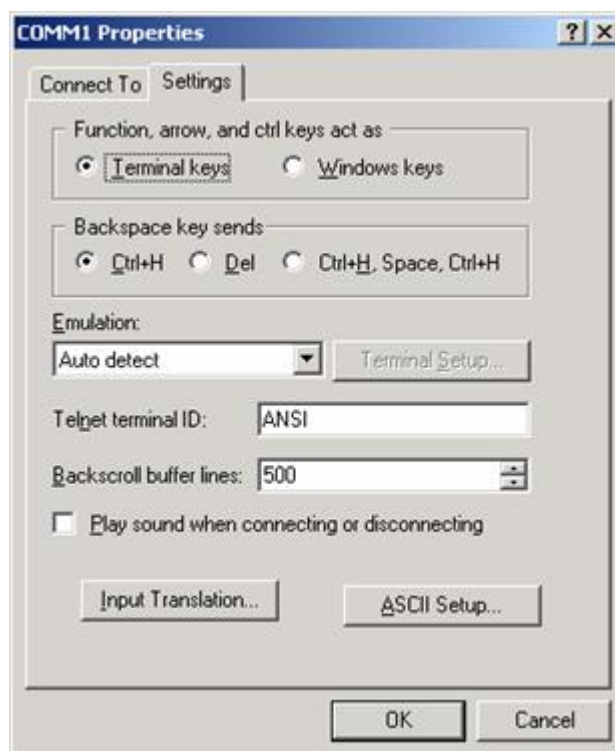 COMM1 Properties
Connect To Settings
Function, arrow, and ctrl keys act as
Terminal keys Windows keys
Backspace key sends
Ctrl+H Del Ctrl+H, Space, Ctrl+H
Emulation:
Auto detect Terminal Setup...
Telnet terminal ID: ANSI
Backscroll buffer lines: 500
Play sound when connecting or disconnecting
Input Translation... ASCII Setup...
OK Cancel